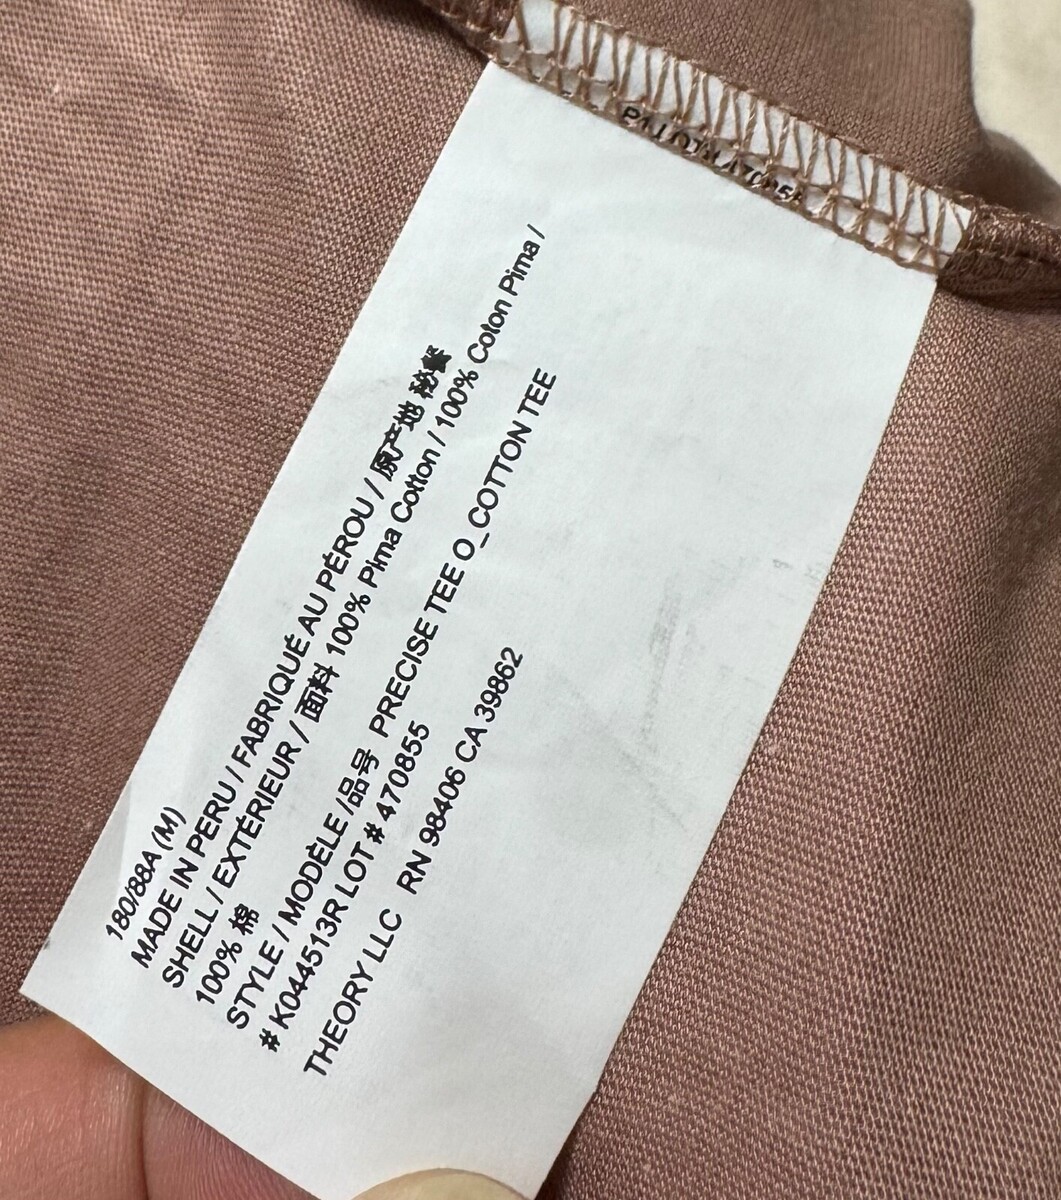 180/88A (M)
MADE IN PERU / FABRIQUÉ AU PÉROU / 原产地 秘鲁
SHELL / EXTÉRIEUR / 面料 100% Pima Cotton / 100% Coton Pima /
100% 棉
STYLE / MODÈLE /品号 PRECISE TEE O_COTTON TEE
# K044513R LOT # 470855
THEORY LLC RN 98406 CA 39862